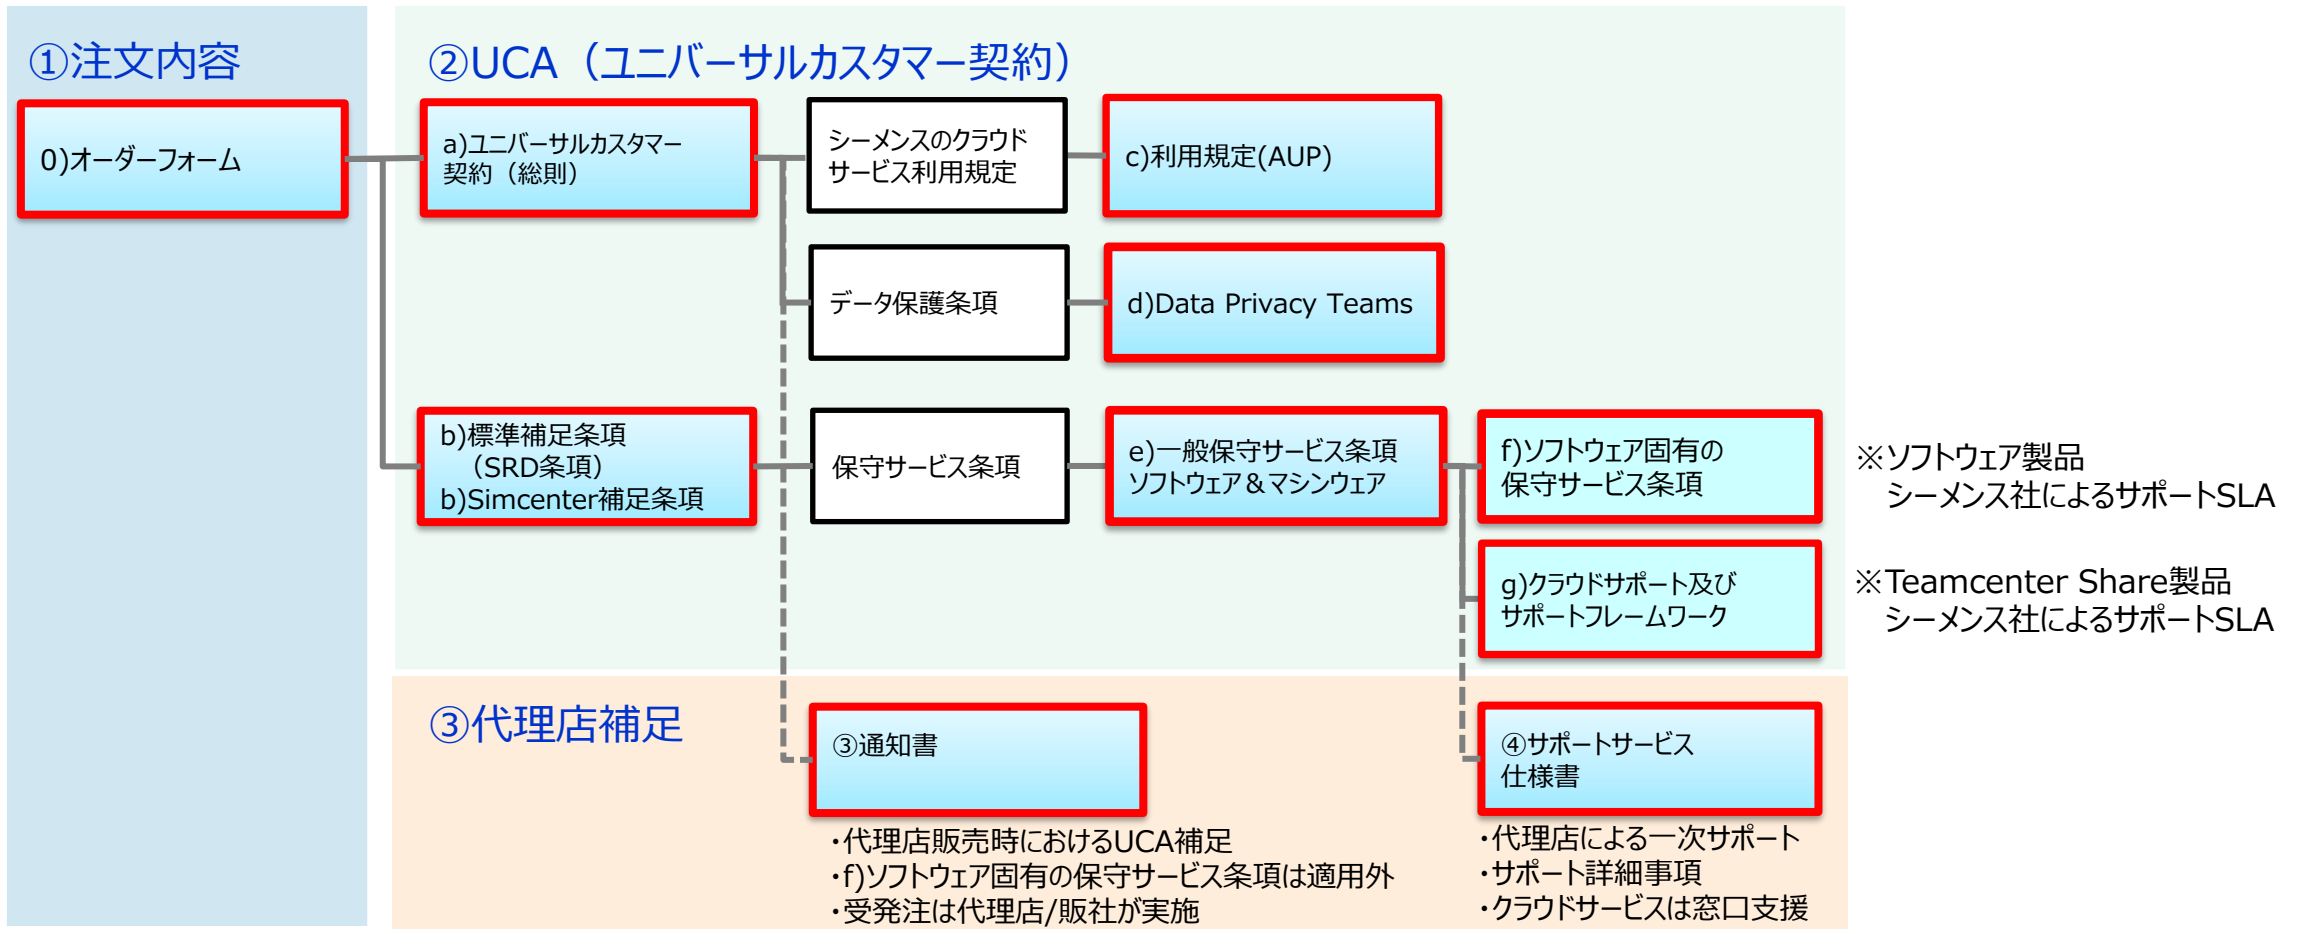 ①注文内容
②UCA（ユニバーサルカスタマー契約）
0)オーダーフォーム
a)ユニバーサルカスタマー
契約（総則）
シーメンスのクラウド
サービス利用規定
c)利用規定(AUP)
データ保護条項
d)Data Privacy Teams
b)標準補足条項
（SRD条項）
b)Simcenter補足条項
保守サービス条項
e)一般保守サービス条項
ソフトウェア＆マシンウェア
f)ソフトウェア固有の
保守サービス条項
※ソフトウェア製品
シーメンス社によるサポートSLA
g)クラウドサポート及び
サポートフレームワーク
※Teamcenter Share製品
シーメンス社によるサポートSLA
③代理店補足
③通知書
・代理店販売時におけるUCA補足
・f)ソフトウェア固有の保守サービス条項は適用外
・受発注は代理店/販社が実施
④サポートサービス
仕様書
・代理店による一次サポート
・サポート詳細事項
・クラウドサービスは窓口支援